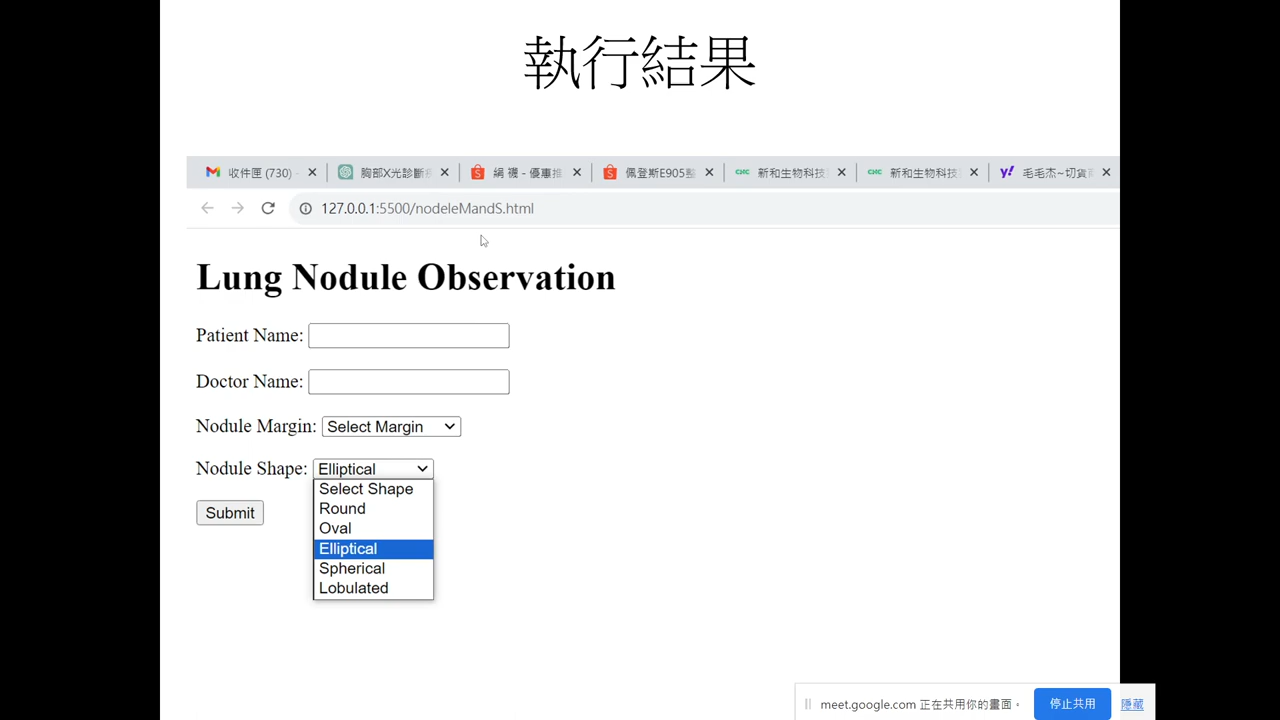 執行結果
收件匣 (730) -
胸部X光診斷
絹 襪 - 優惠推
佩登斯E905整
新和生物科技
新和生物科技
毛毛杰~切貨
127.0.0.1:5500/nodeleMandS.html
Lung Nodule Observation
Patient Name:
Doctor Name:
Nodule Margin: Select Margin
Nodule Shape: Elliptical
Select Shape
Round
Oval
Elliptical
Spherical
Lobulated
Submit
meet.google.com 正在共用你的畫面。 停止共用 隱藏